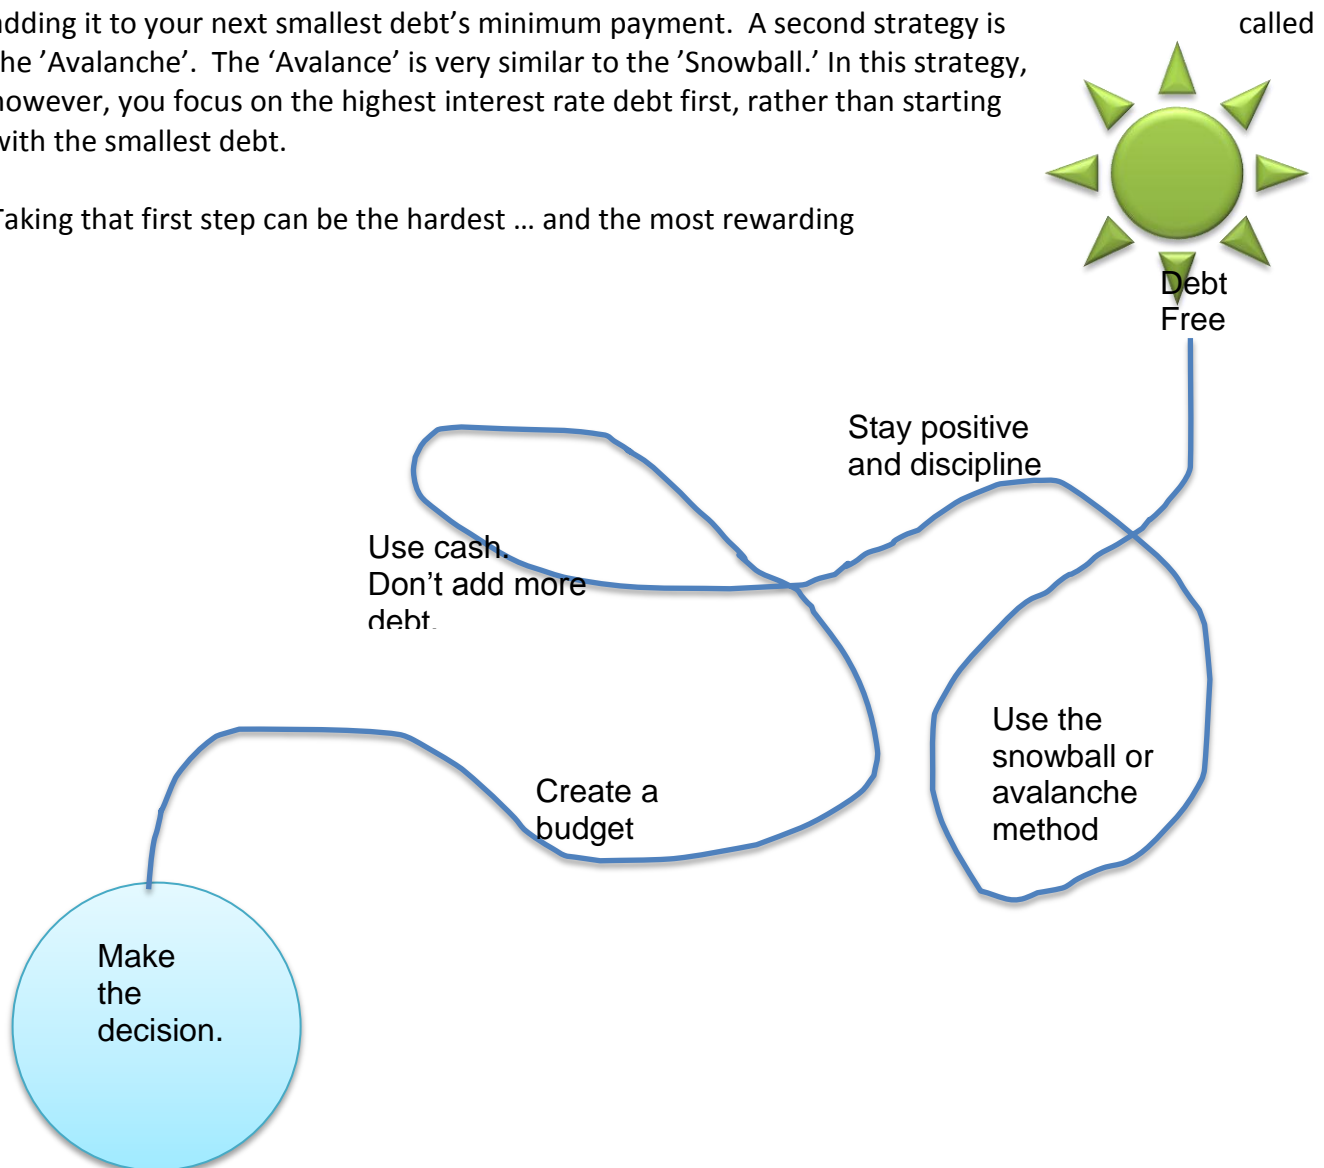 adding it to your next smallest debt’s minimum payment.  A second strategy is called
the ’Avalanche’.  The ‘Avalance’ is very similar to the ’Snowball.’ In this strategy,
however, you focus on the highest interest rate debt first, rather than starting
with the smallest debt.
Taking that first step can be the hardest … and the most rewarding
Debt
Free
Stay positive
and discipline
Use cash.
Don’t add more
debt.
Use the
snowball or
avalanche
method
Create a
budget
Make
the
decision.